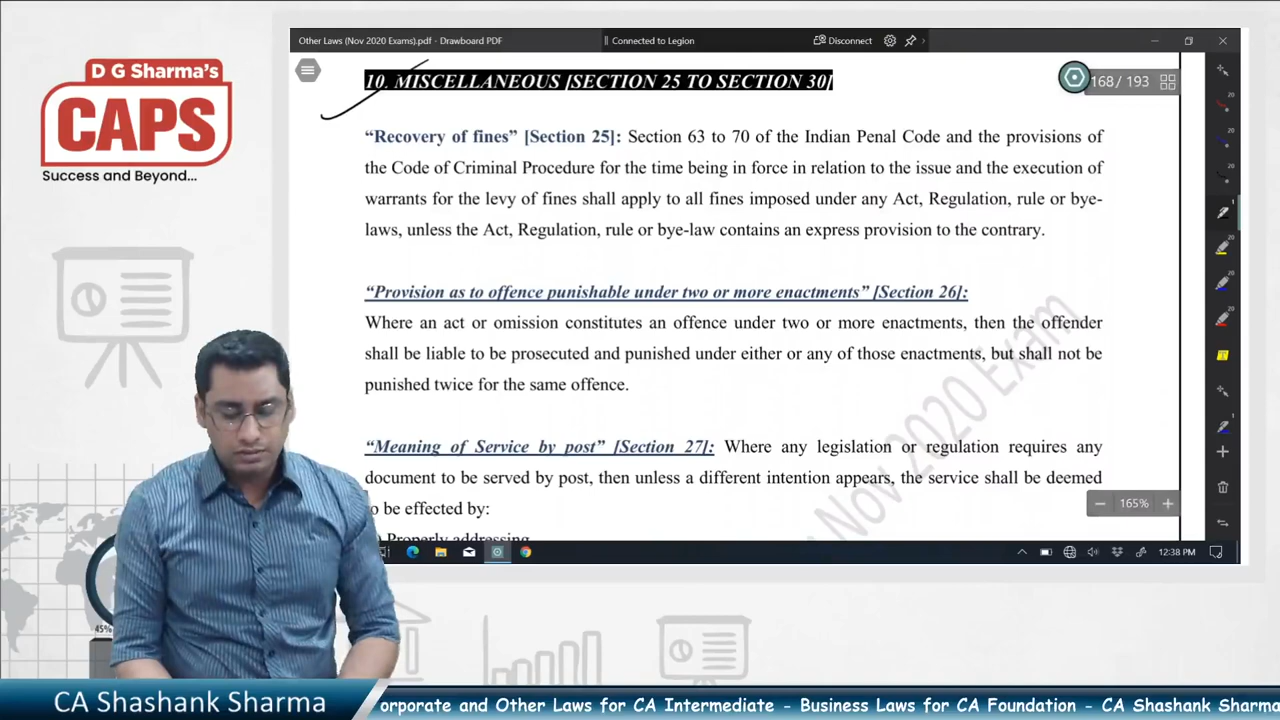 D G Sharma's
CAPS
Success and Beyond...
Other Laws (Nov 2020 Exams).pdf - Drawboard PDF
Connected to Legion
Disconnect
168 / 193
10. MISCELLANEOUS [SECTION 25 TO SECTION 30]
“Recovery of fines” [Section 25]: Section 63 to 70 of the Indian Penal Code and the provisions of
the Code of Criminal Procedure for the time being in force in relation to the issue and the execution of
warrants for the levy of fines shall apply to all fines imposed under any Act, Regulation, rule or bye-
laws, unless the Act, Regulation, rule or bye-law contains an express provision to the contrary.
“Provision as to offence punishable under two or more enactments” [Section 26]:
Where an act or omission constitutes an offence under two or more enactments, then the offender
shall be liable to be prosecuted and punished under either or any of those enactments, but shall not be
punished twice for the same offence.
“Meaning of Service by post” [Section 27]: Where any legislation or regulation requires any
document to be served by post, then unless a different intention appears, the service shall be deemed
to be effected by:
Properly addressing
Nov 2020 Exam
165%
12:38 PM
45%
CA Shashank Sharma
orporate and Other Laws for CA Intermediate - Business Laws for CA Foundation - CA Shashank Sharma